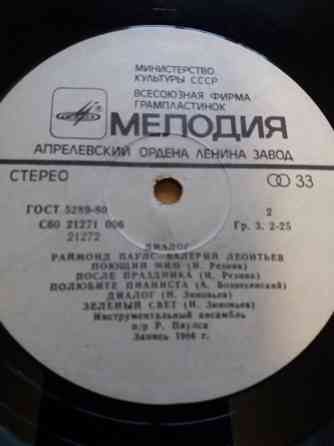 МИНИСТЕРСТВО
КУЛЬТУРЫ СССР
ВСЕСОЮЗНАЯ ФИРМА
ГРАМПЛАСТИНОК
МЕЛОДИЯ
АПРЕЛЕВСКИЙ ОРДЕНА ЛЕНИНА ЗАВОД
СТЕРЕО
33
ГОСТ 5289-80
2
С60 21271 006
Гр. 3. 2-25
21272
ДИАЛОГ
РАЙМОНД ПАУЛС ВАЛЕРИЙ ЛЕОНТЬЕВ
ПОЮЩИЙ МИМ (И. Резник)
ПОСЛЕ ПРАЗДНИКА (И. Резник)
ПОЛЮБИТЕ ПИАНИСТА (А. Вознесенский)
ДИАЛОГ (Н. Зиновьев)
ЗЕЛЕНЫЙ СВЕТ (Н. Зиновьев)
Инструментальный ансамбль
п/р Р. Паулса
Запись 1984 г.